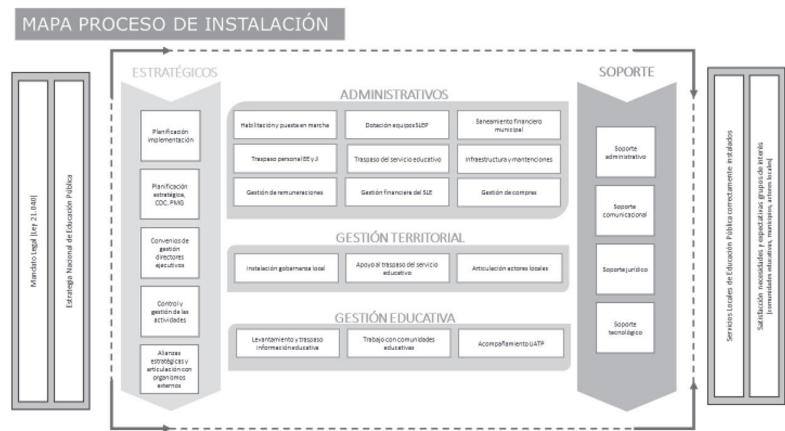 MAPA PROCESO DE INSTALACIÓN
Mandato Legal (Ley 21.040)
Estrategia Nacional de Educación Pública
ESTRATÉGICOS
Planificación
implementación
Planificación
estratégica,
CDC, PMG
Convenios de
gestión
directores
ejecutivos
Control y
gestión de las
actividades
Alianzas
estratégicas y
articulación con
organismos
externos
ADMINISTRATIVOS
Habilitación y puesta en marcha
Dotación equipos SLEP
Saneamiento financiero
municipal
Traspaso personal EE y JI
Traspaso del servicio educativo
Infraestructura y mantenciones
Gestión de remuneraciones
Gestión financiera del SLE
Gestión de compras
GESTIÓN TERRITORIAL
Instalación gobernanza local
Apoyo al traspaso del servicio
educativo
Articulación actores locales
GESTIÓN EDUCATIVA
Levantamiento y traspaso
información educativa
Trabajo con comunidades
educativas
Acompañamiento UATP
SOPORTE
Soporte
administrativo
Soporte
comunicacional
Soporte jurídico
Soporte
tecnológico
Servicios Locales de Educación Pública correctamente instalados
Satisfacción necesidades y expectativas grupos de interés
(comunidades educativas, municipios, actores locales)